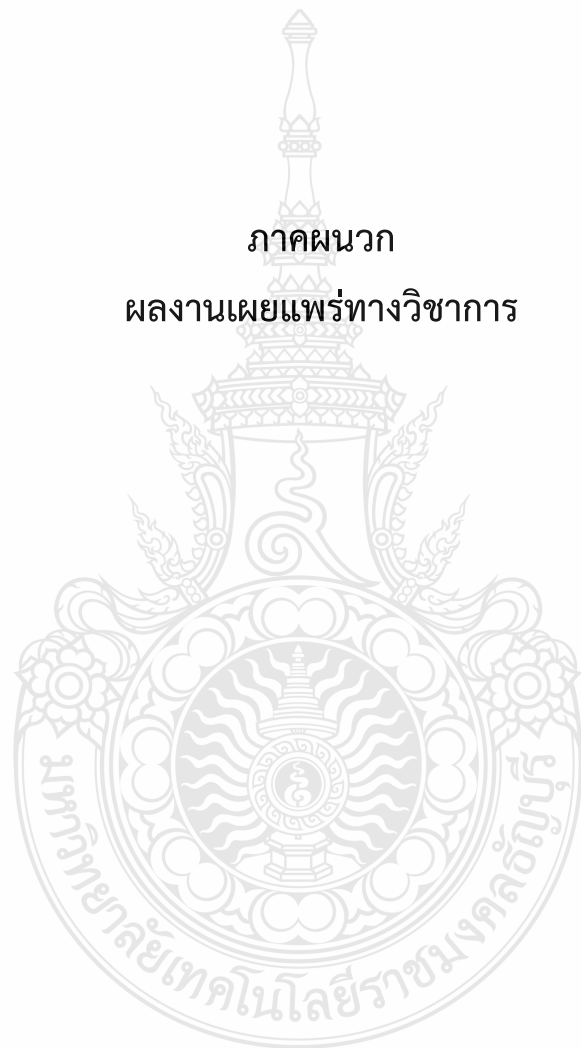 ภาคผนวก
ผลงานเผยแพร่ทางวิชาการ
มหาวิทยาลัยเทคโนโลยีราชมงคลธัญบุรี